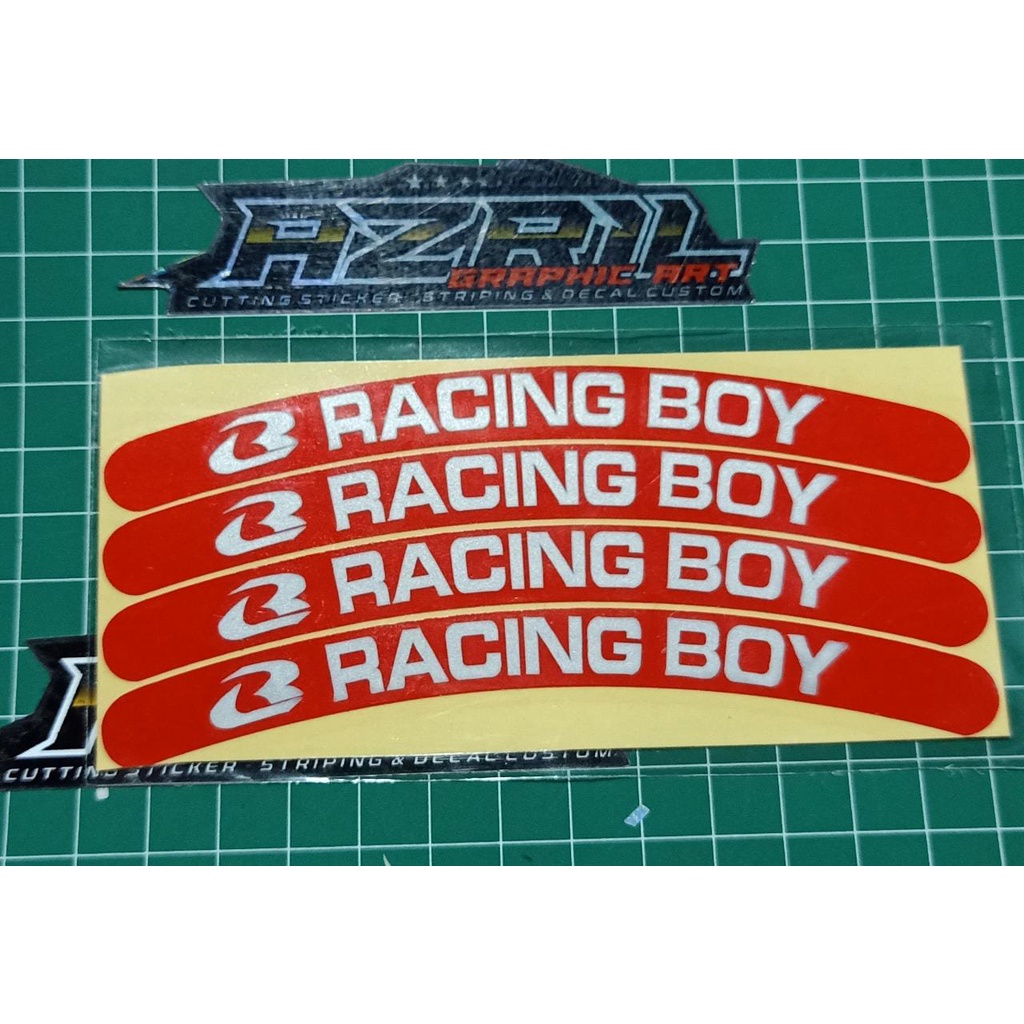 AZRIL
GRAPHIC ART
CUTTING STICKER STRIPING & DECAL CUSTOM
RACING BOY
RACING BOY
RACING BOY
RACING BOY
CUTTING STICKER STRIPING & DECAL CUSTOM